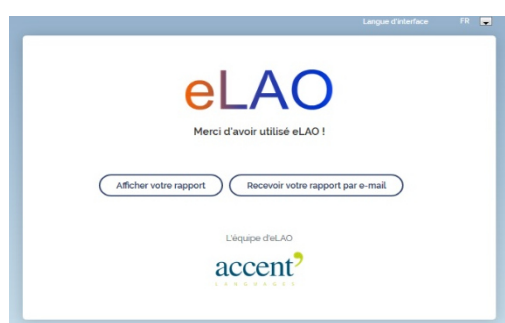 Langue d'interface FR
eLAO
Merci d'avoir utilisé eLAO !
Afficher votre rapport Recevoir votre rapport par e-mail
L'équipe d'eLAO
accent'
LANGUAGES